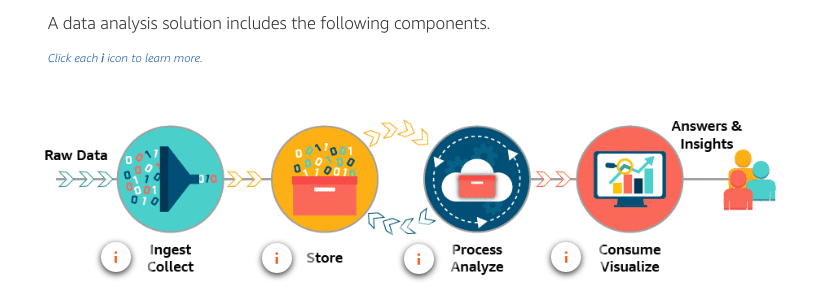 A data analysis solution includes the following components.
Click each i icon to learn more.
Raw Data
Answers &
Insights
i
Ingest
Collect
i
Store
i
Process
Analyze
i
Consume
Visualize